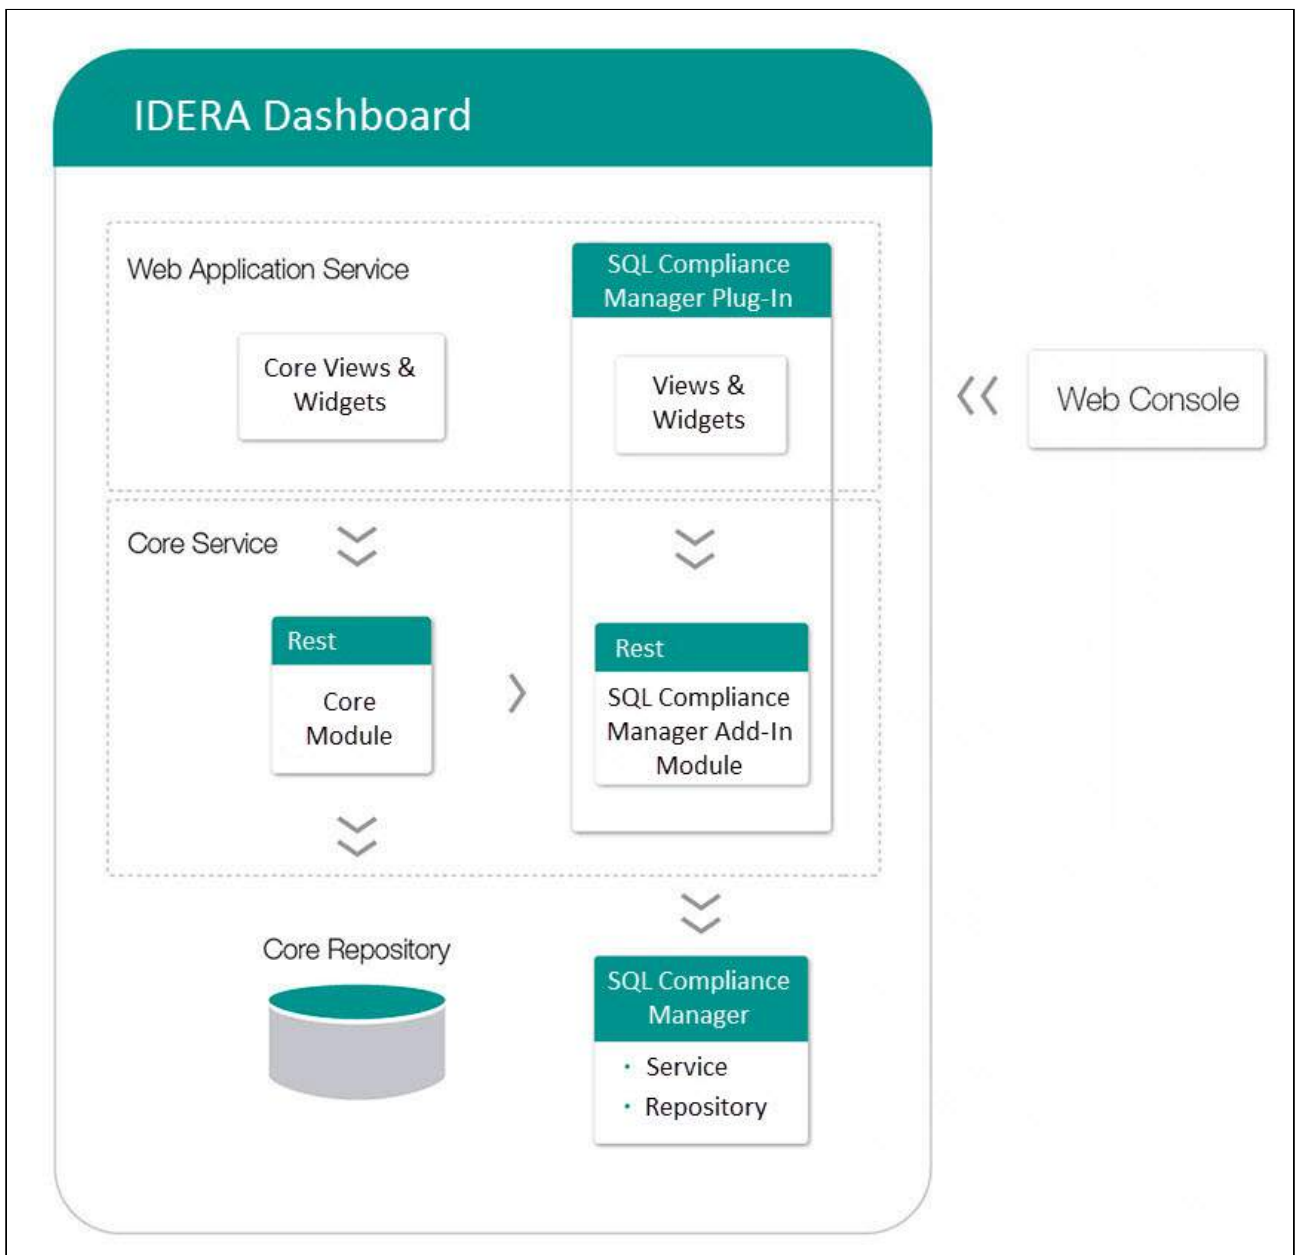 IDERA Dashboard
Web Application Service
SQL Compliance
Manager Plug-In
Core Views &
Widgets
Views &
Widgets
Web Console
Core Service
Rest
Core
Module
Rest
SQL Compliance
Manager Add-In
Module
Core Repository
SQL Compliance
Manager
· Service
· Repository